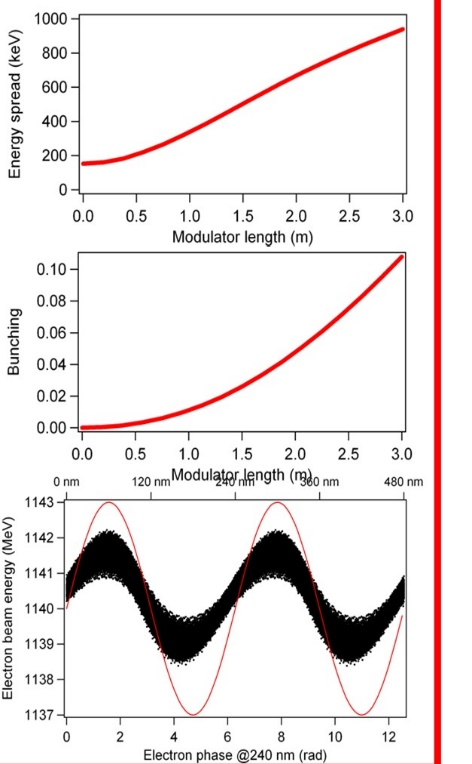 Energy spread (keV)
1000
800
600
400
200
0
0.0 0.5 1.0 1.5 2.0 2.5 3.0
Modulator length (m)
Bunching
0.10
0.08
0.06
0.04
0.02
0.00
0.0 0.5 1.0 1.5 2.0 2.5 3.0
Modulator length (m)
0 nm 120 nm 240 nm 360 nm 480 nm
Electron beam energy (MeV)
1143
1142
1141
1140
1139
1138
1137
0 2 4 6 8 10 12
Electron phase @240 nm (rad)